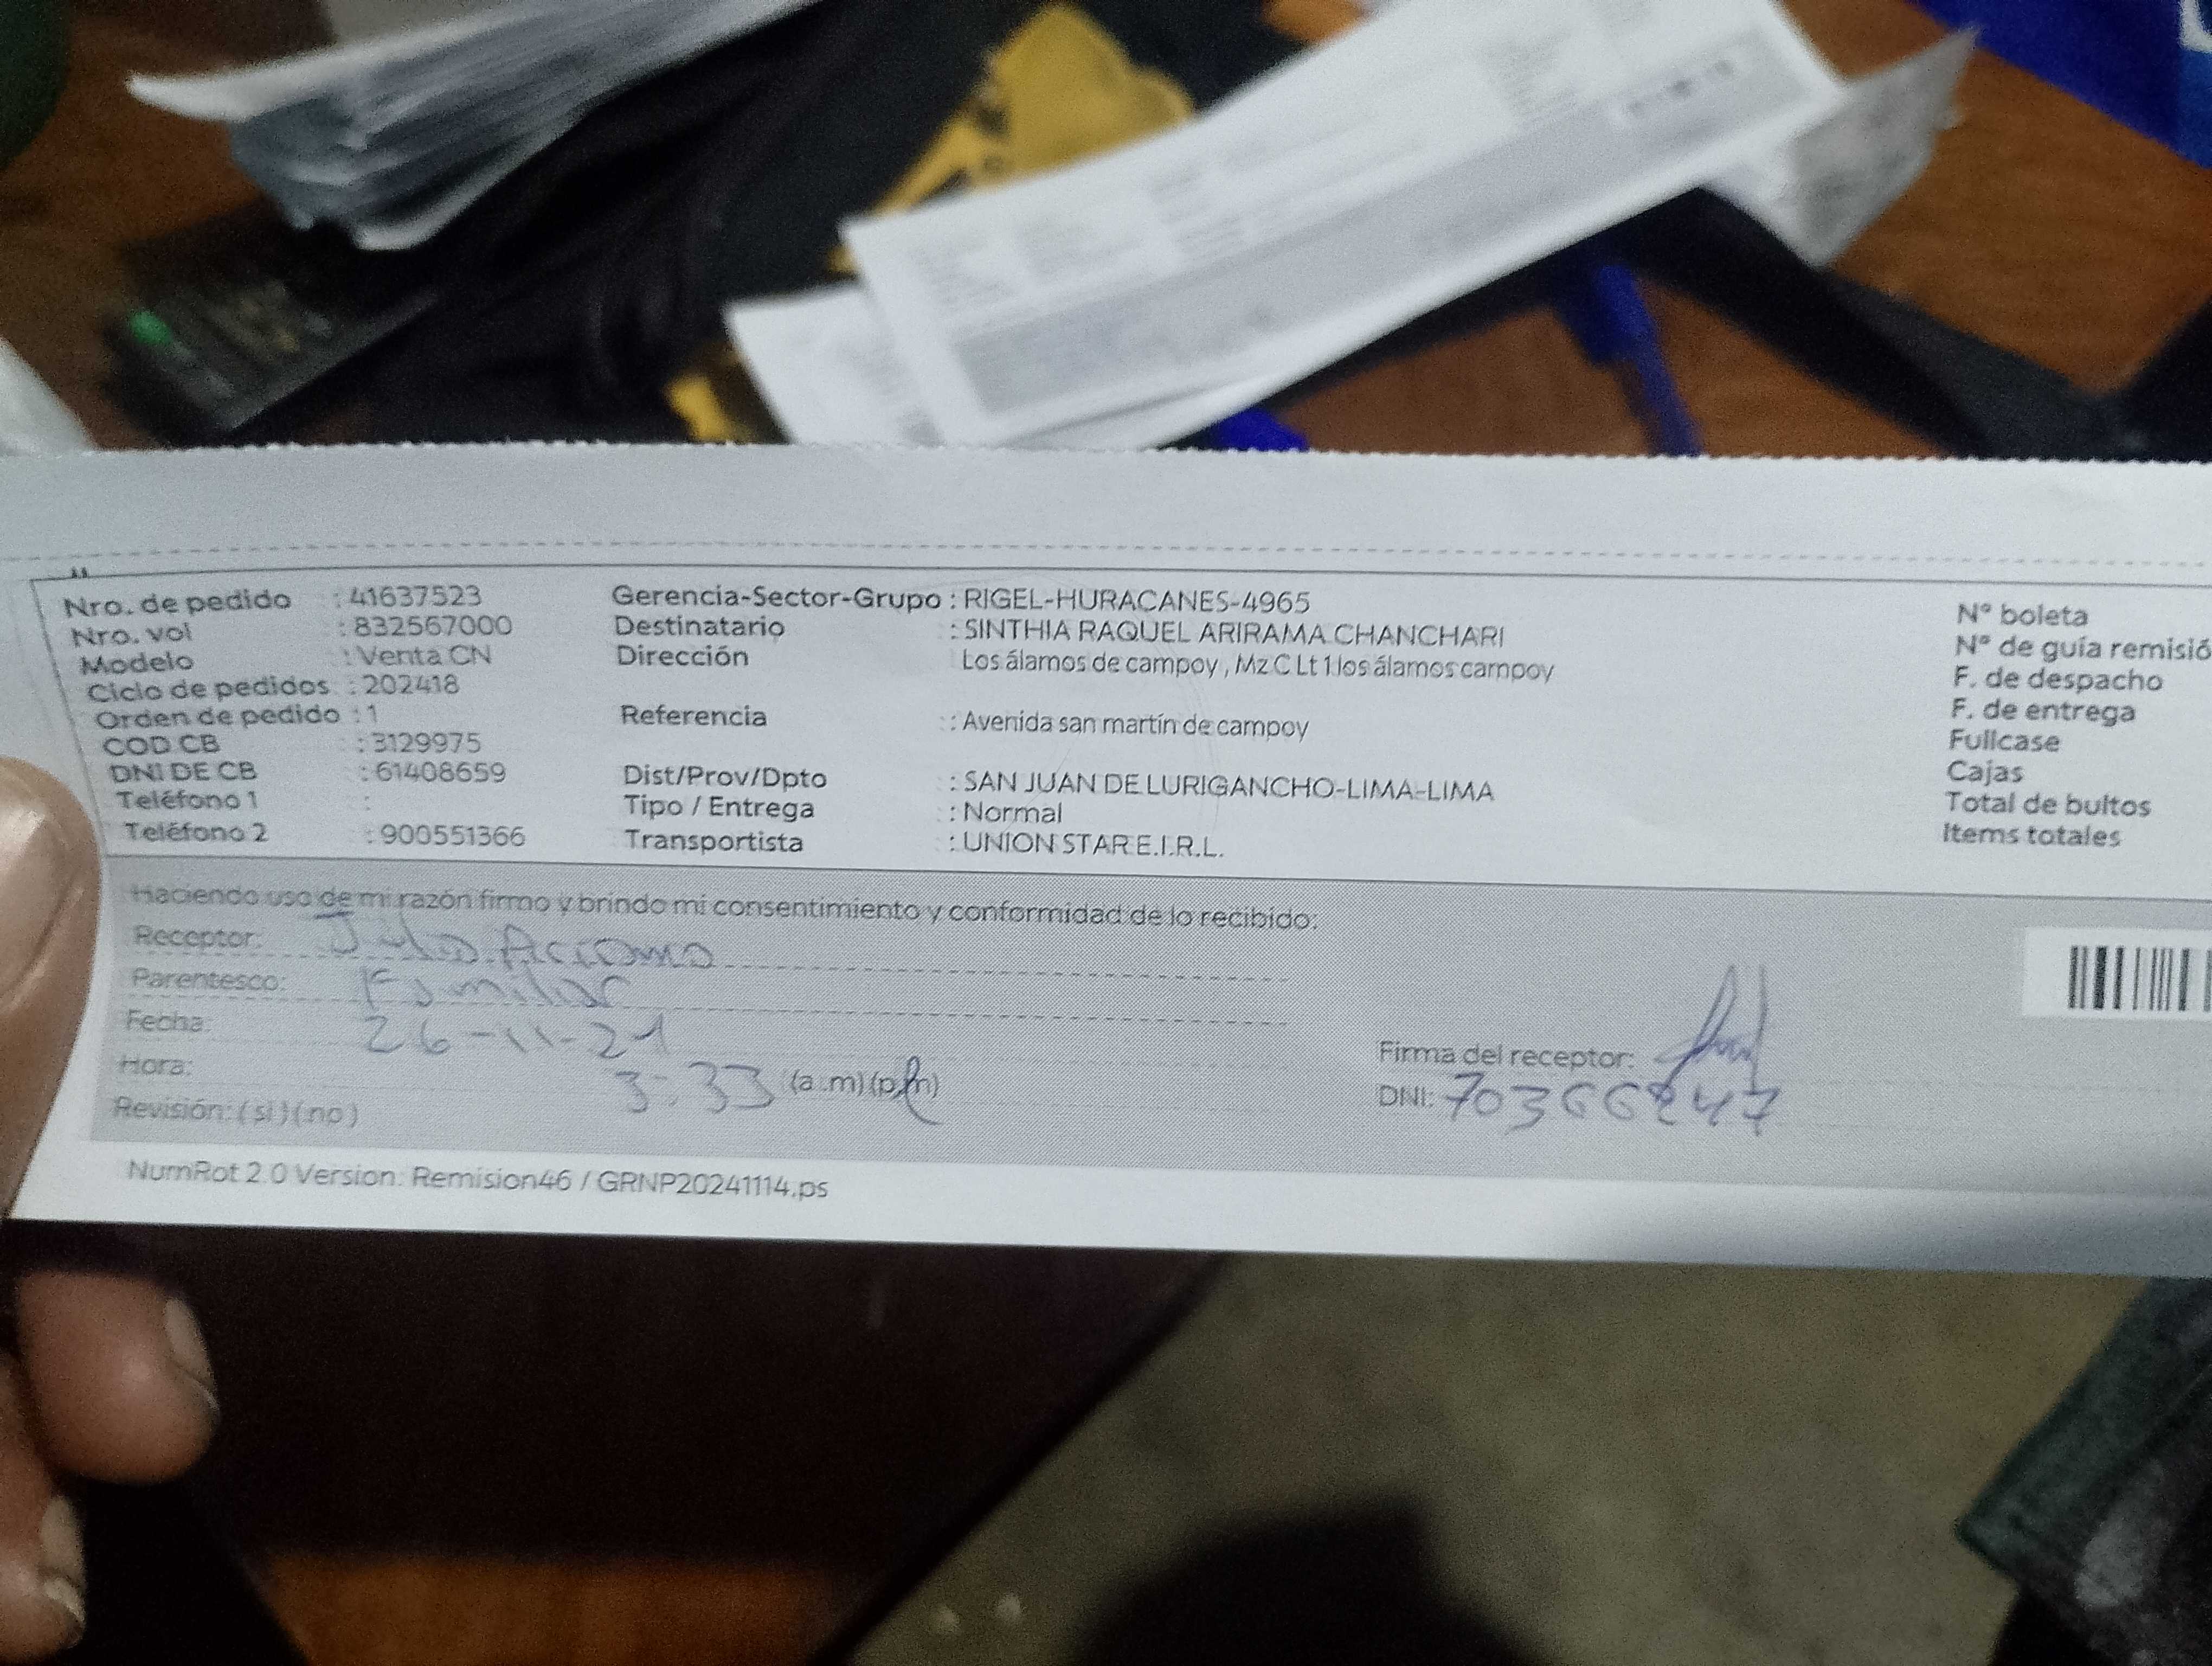 Nro. de pedido : 41637523 Gerencia-Sector-Grupo : RIGEL-HURACANES-4965 N° boleta
Nro. vol : 832567000 Destinatario : SINTHIA RAQUEL ARIRAMA CHANCHARI N° de guía remisió
Modelo : Venta CN Dirección Los álamos de campoy , Mz C Lt 1 los álamos campoy F. de despacho
Ciclo de pedidos : 202418 F. de entrega
Orden de pedido : 1 Referencia : Avenida san martín de campoy Fullcase
COD CB : 3129975 Cajas
DNI DE CB : 61408659 Dist/Prov/Dpto : SAN JUAN DE LURIGANCHO-LIMA-LIMA Total de bultos
Teléfono 1 : Tipo / Entrega : Normal Items totales
Teléfono 2 : 900551366 Transportista : UNION STAR E.I.R.L.
Haciendo uso de mi razón firmo y brindo mi consentimiento y conformidad de lo recibido:
Receptor:
Parentesco: Familiar
Fecha: 26-11-21
Hora: 3:33 (a.m) (p.m) Firma del receptor:
Revisión: ( si ) ( no ) DNI: 70366247
NumRot 2.0 Version: Remision46 / GRNP20241114.ps